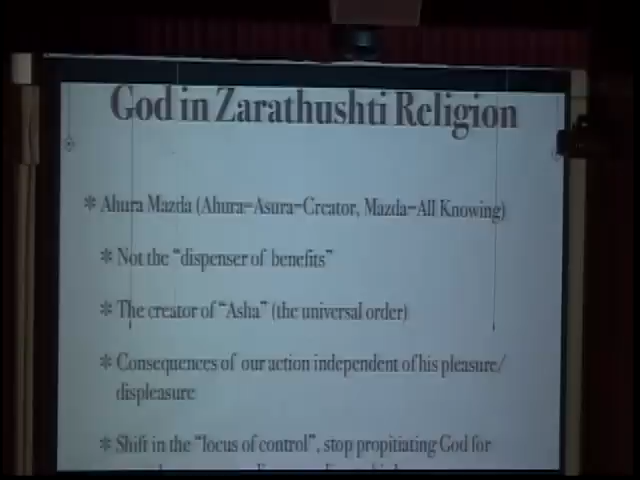 God in Zarathushti Religion
* Ahura Mazda (Ahura=Asura=Creator, Mazda=All Knowing)
* Not the “dispenser of benefits”
* The creator of “Asha” (the universal order)
* Consequences of our action independent of his pleasure/
displeasure
* Shift in the “locus of control”, stop propitiating God for